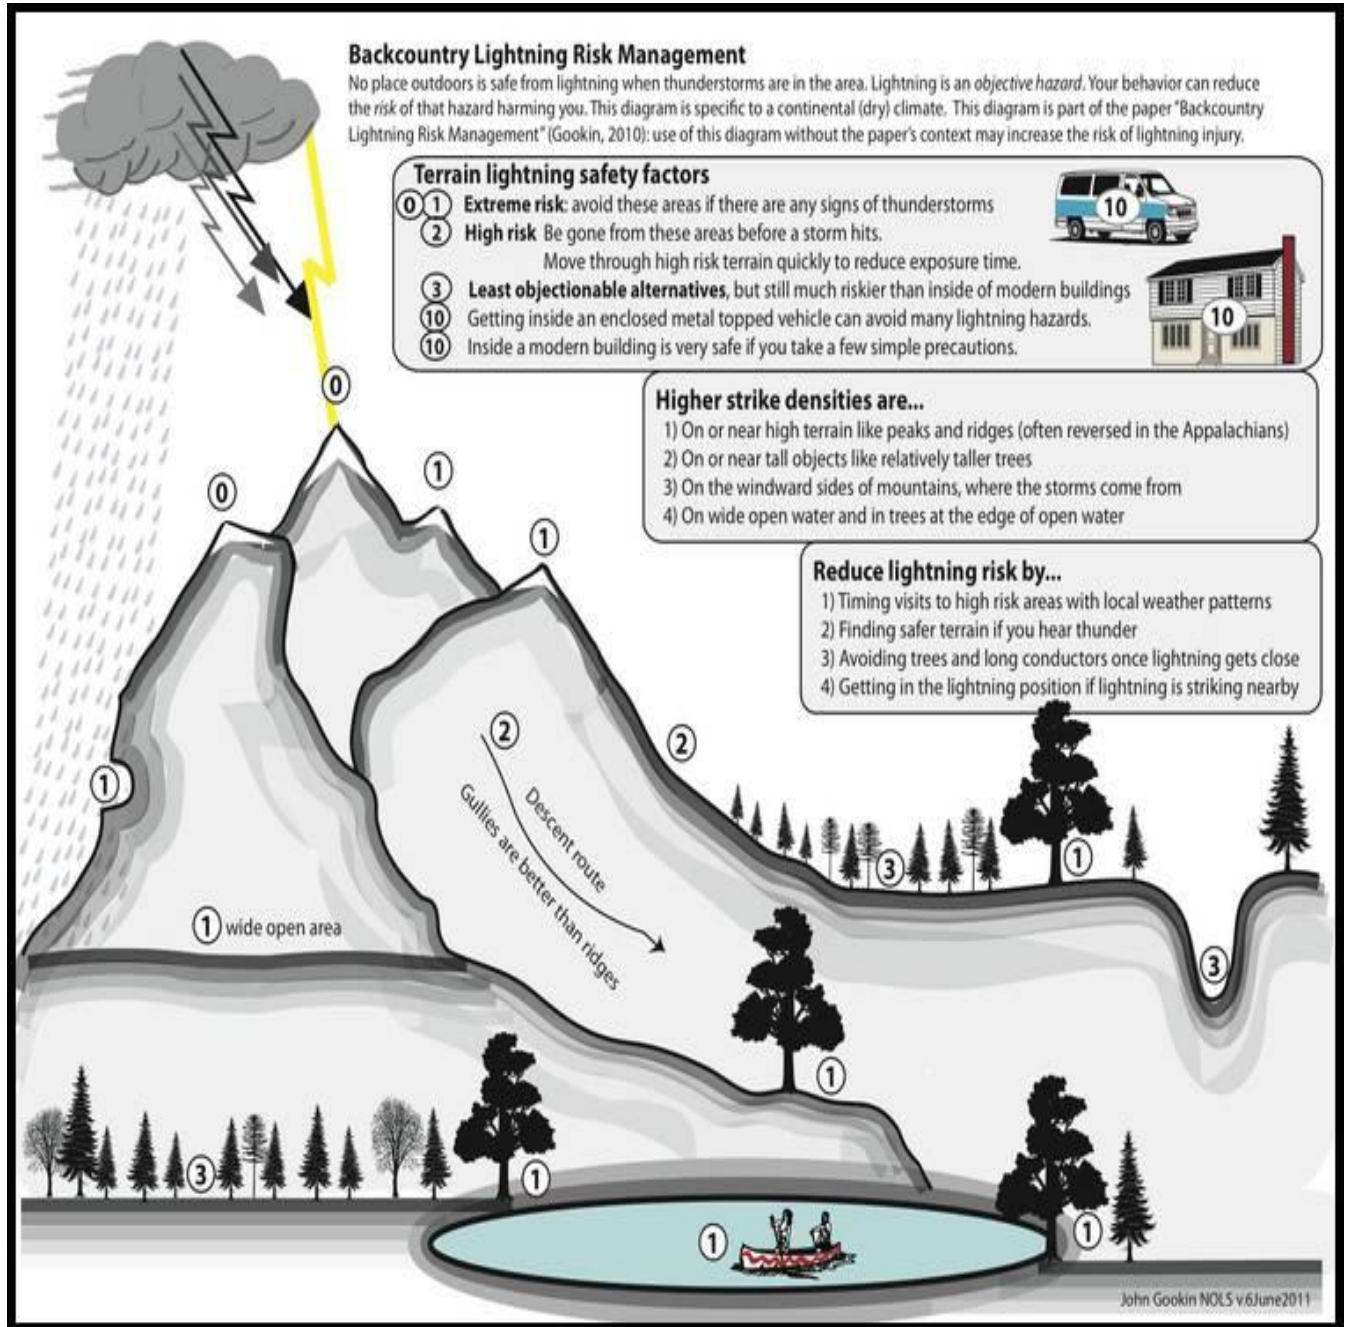 Backcountry Lightning Risk Management
No place outdoors is safe from lightning when thunderstorms are in the area. Lightning is an objective hazard. Your behavior can reduce
the risk of that hazard harming you. This diagram is specific to a continental (dry) climate. This diagram is part of the paper "Backcountry
Lightning Risk Management" (Gookin, 2010): use of this diagram without the paper's context may increase the risk of lightning injury.
Terrain lightning safety factors
0 1 Extreme risk: avoid these areas if there are any signs of thunderstorms
2 High risk Be gone from these areas before a storm hits.
Move through high risk terrain quickly to reduce exposure time.
3 Least objectionable alternatives, but still much riskier than inside of modern buildings
10 Getting inside an enclosed metal topped vehicle can avoid many lightning hazards.
10 Inside a modern building is very safe if you take a few simple precautions.
10
10
Higher strike densities are...
1) On or near high terrain like peaks and ridges (often reversed in the Appalachians)
2) On or near tall objects like relatively taller trees
3) On the windward sides of mountains, where the storms come from
4) On wide open water and in trees at the edge of open water
Reduce lightning risk by...
1) Timing visits to high risk areas with local weather patterns
2) Finding safer terrain if you hear thunder
3) Avoiding trees and long conductors once lightning gets close
4) Getting in the lightning position if lightning is striking nearby
0
1
0
1
2
2
1
Descent route
Gullies are better than ridges
3
1
1 wide open area
3
1
3
1
1
1
John Gookin NOLS v.6June2011